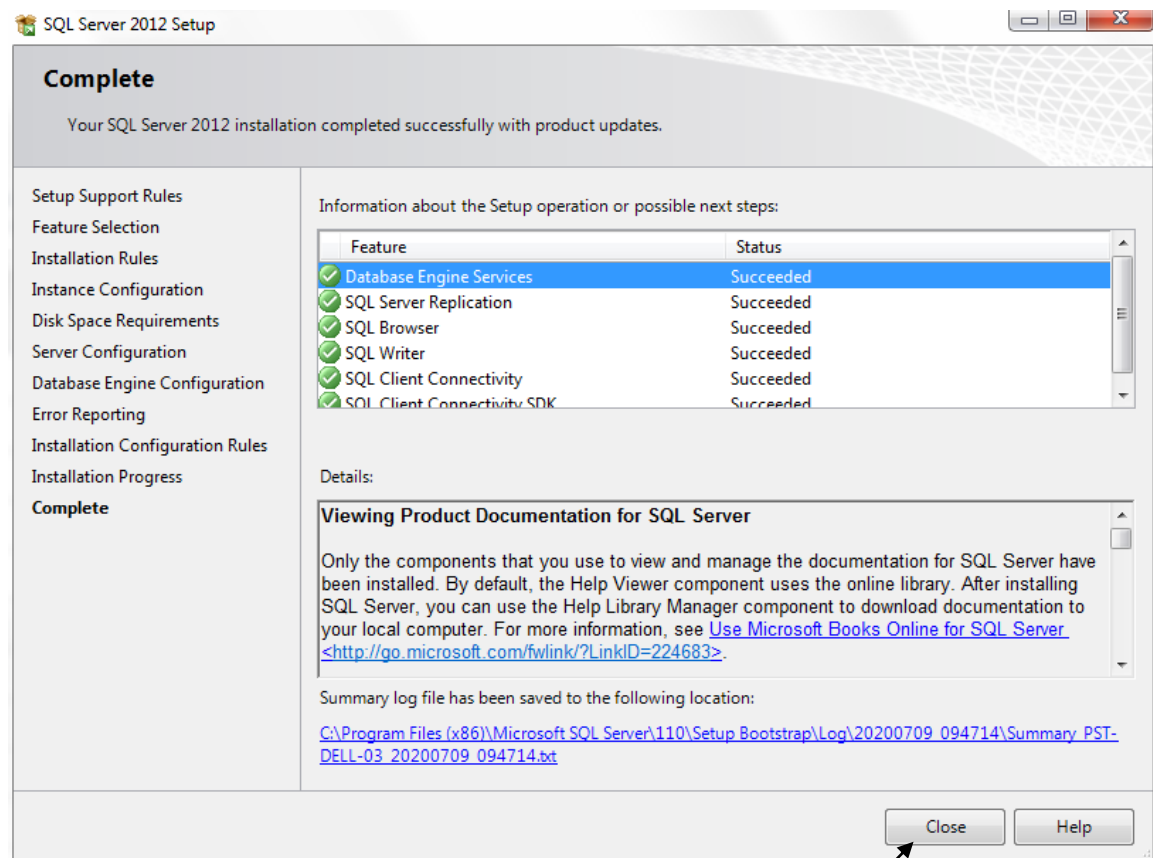 SQL Server 2012 Setup
Complete
Your SQL Server 2012 installation completed successfully with product updates.
Setup Support Rules
Feature Selection
Installation Rules
Instance Configuration
Disk Space Requirements
Server Configuration
Database Engine Configuration
Error Reporting
Installation Configuration Rules
Installation Progress
Complete
Information about the Setup operation or possible next steps:
Feature Status
Database Engine Services Succeeded
SQL Server Replication Succeeded
SQL Browser Succeeded
SQL Writer Succeeded
SQL Client Connectivity Succeeded
SQL Client Connectivity SDK Succeeded
Details:
Viewing Product Documentation for SQL Server
Only the components that you use to view and manage the documentation for SQL Server have
been installed. By default, the Help Viewer component uses the online library. After installing
SQL Server, you can use the Help Library Manager component to download documentation to
your local computer. For more information, see Use Microsoft Books Online for SQL Server
<http://go.microsoft.com/fwlink/?LinkID=224683>.
Summary log file has been saved to the following location:
C:\Program Files (x86)\Microsoft SQL Server\110\Setup Bootstrap\Log\20200709_094714\Summary_PST-
DELL-03_20200709_094714.txt
Close Help